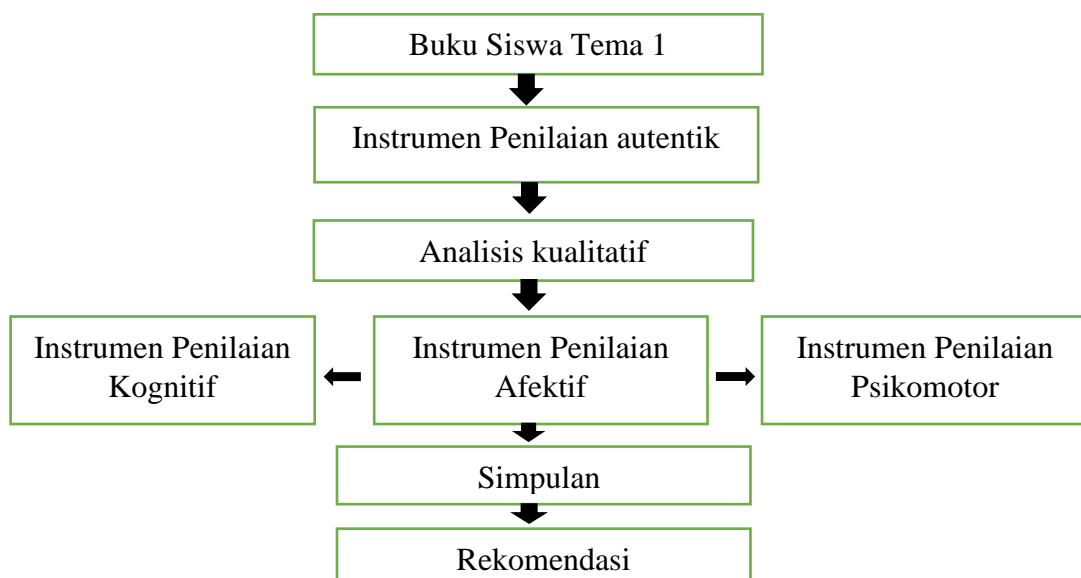 Buku Siswa Tema 1
Instrumen Penilaian autentik
Analisis kualitatif
Instrumen Penilaian
Kognitif
Instrumen Penilaian
Afektif
Instrumen Penilaian
Psikomotor
Simpulan
Rekomendasi